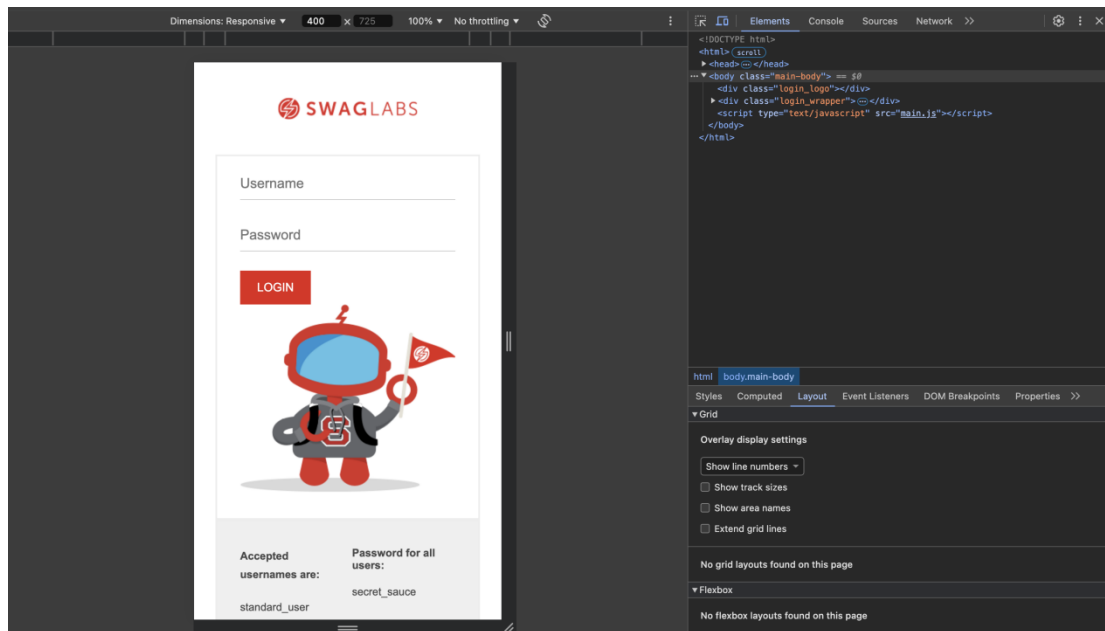 Dimensions: Responsive ▼ 400 x 725 100% ▼ No throttling ▼
SWAGLABS
Username
Password
LOGIN
S
Accepted usernames are:
standard_user
Password for all users:
secret_sauce
Elements Console Sources Network >>
<!DOCTYPE html>
<html> scroll
▶ <head> ⋯ </head>
⋯ ▼ <body class="main-body"> == $0
<div class="login_logo"></div>
▶ <div class="login_wrapper"> ⋯ </div>
<script type="text/javascript" src="main.js"></script>
</body>
</html>
html body.main-body
Styles Computed Layout Event Listeners DOM Breakpoints Properties >>
▼ Grid
Overlay display settings
Show line numbers
Show track sizes
Show area names
Extend grid lines
No grid layouts found on this page
▼ Flexbox
No flexbox layouts found on this page